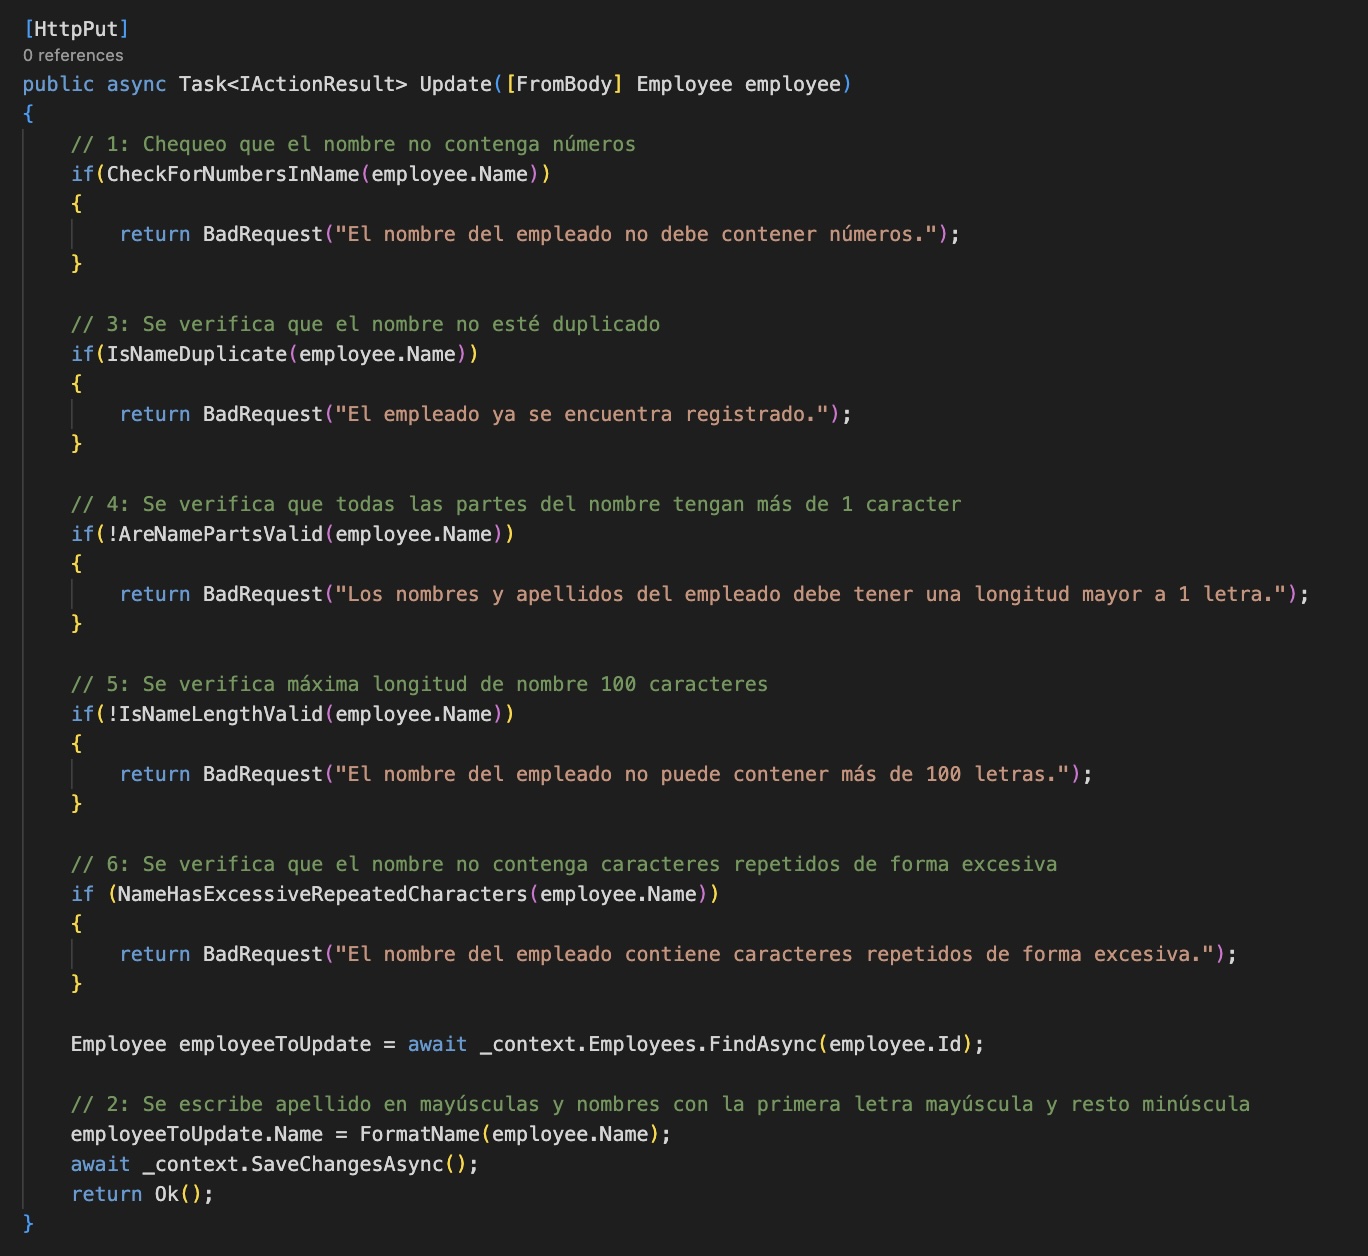 [HttpPut]
0 references
public async Task<IActionResult> Update([FromBody] Employee employee)
{
// 1: Chequeo que el nombre no contenga números
if(CheckForNumbersInName(employee.Name))
{
return BadRequest("El nombre del empleado no debe contener números.");
}
// 3: Se verifica que el nombre no esté duplicado
if(IsNameDuplicate(employee.Name))
{
return BadRequest("El empleado ya se encuentra registrado.");
}
// 4: Se verifica que todas las partes del nombre tengan más de 1 caracter
if(!AreNamePartsValid(employee.Name))
{
return BadRequest("Los nombres y apellidos del empleado debe tener una longitud mayor a 1 letra.");
}
// 5: Se verifica máxima longitud de nombre 100 caracteres
if(!IsNameLengthValid(employee.Name))
{
return BadRequest("El nombre del empleado no puede contener más de 100 letras.");
}
// 6: Se verifica que el nombre no contenga caracteres repetidos de forma excesiva
if (NameHasExcessiveRepeatedCharacters(employee.Name))
{
return BadRequest("El nombre del empleado contiene caracteres repetidos de forma excesiva.");
}
Employee employeeToUpdate = await _context.Employees.FindAsync(employee.Id);
// 2: Se escribe apellido en mayúsculas y nombres con la primera letra mayúscula y resto minúscula
employeeToUpdate.Name = FormatName(employee.Name);
await _context.SaveChangesAsync();
return Ok();
}